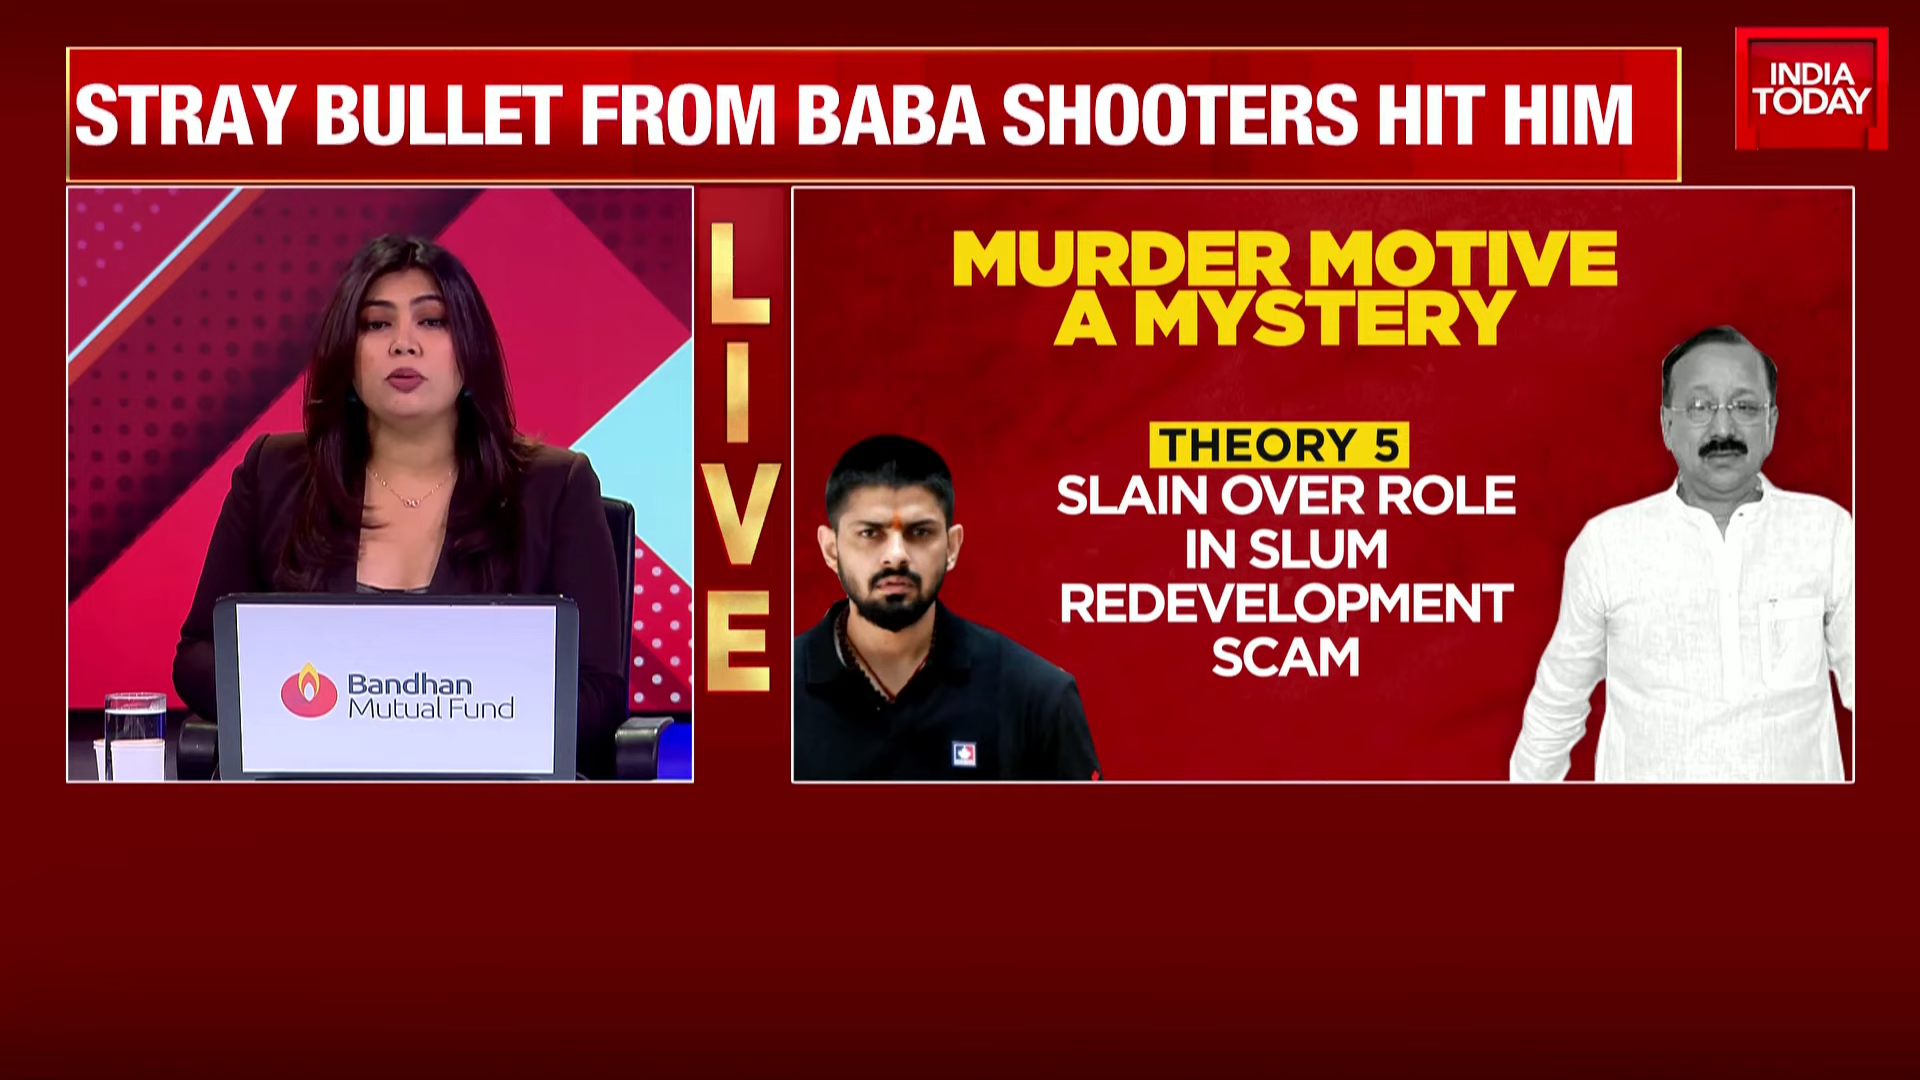 STRAY BULLET FROM BABA SHOOTERS HIT HIM
INDIA
TODAY
LIVE
MURDER MOTIVE
A MYSTERY
THEORY 5
SLAIN OVER ROLE
IN SLUM
REDEVELOPMENT
SCAM
Bandhan
Mutual Fund